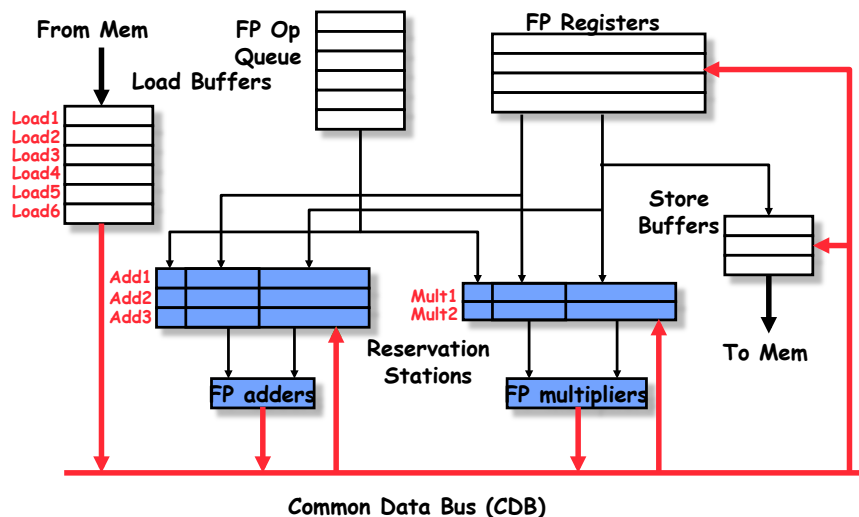 From Mem
FP Op
Queue
FP Registers
Load Buffers
Load1
Load2
Load3
Load4
Load5
Load6
Store
Buffers
Add1
Add2
Add3
Mult1
Mult2
Reservation
Stations
To Mem
FP adders
FP multipliers
Common Data Bus (CDB)